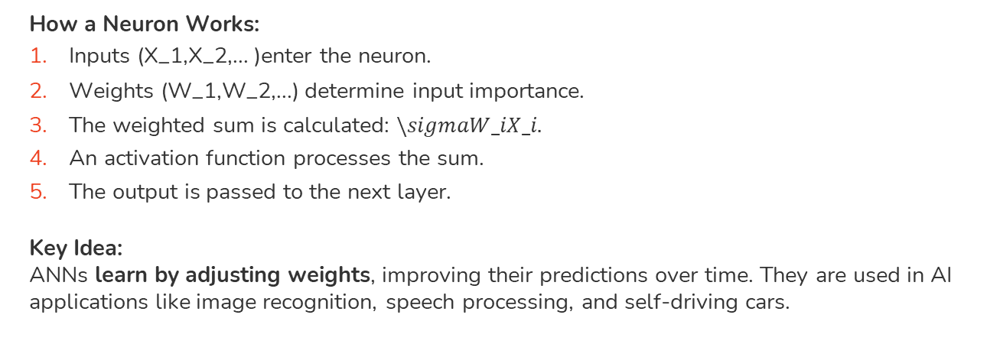 How a Neuron Works:
1. Inputs (X_1,X_2,... )enter the neuron.
2. Weights (W_1,W_2,...) determine input importance.
3. The weighted sum is calculated: \sigmaW_iX_i.
4. An activation function processes the sum.
5. The output is passed to the next layer.
Key Idea:
ANNs learn by adjusting weights, improving their predictions over time. They are used in AI
applications like image recognition, speech processing, and self-driving cars.